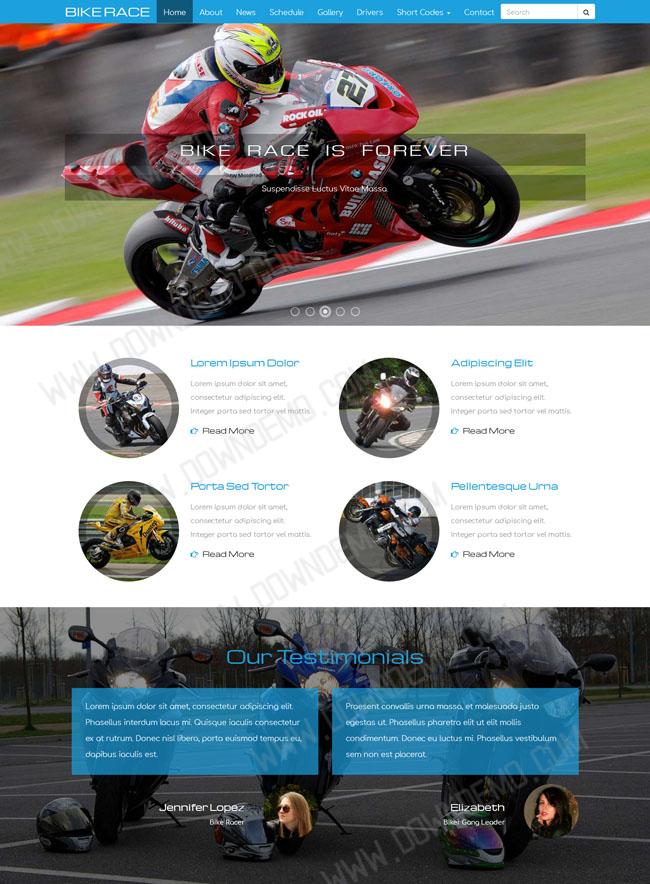 BIKE RACE Home About News Schedule Gallery Drivers Short Codes Contact Search
27
ROCK OIL
BUILDBASE
BIKE RACE IS FOREVER
Suspendisse Luctus Vitae Massa.
Lorem Ipsum Dolor
Lorem ipsum dolor sit amet,
consectetur adipiscing elit.
Integer porta sed tortor vel mattis.
Read More
Adipiscing Elit
Lorem ipsum dolor sit amet,
consectetur adipiscing elit.
Integer porta sed tortor vel mattis.
Read More
Porta Sed Tortor
Lorem ipsum dolor sit amet,
consectetur adipiscing elit.
Integer porta sed tortor vel mattis.
Read More
Pellentesque Urna
Lorem ipsum dolor sit amet,
consectetur adipiscing elit.
Integer porta sed tortor vel mattis.
Read More
WWW.DOWNDEMO.COM
Our Testimonials
Lorem ipsum dolor sit amet, consectetur adipiscing elit.
Phasellus interdum lacus mi. Quisque iaculis consectetur
ex at rutrum. Donec nisl libero, porta euismod tempus eu,
dapibus iaculis est.
Jennifer Lopez
Bike Racer
Praesent convallis urna massa, et malesuada justo
egestas ut. Phasellus pharetra elit ut elit mollis
condimentum. Donec eu luctus mi. Phasellus vestibulum
sem non est placerat.
Elizabeth
Biker Gang Leader